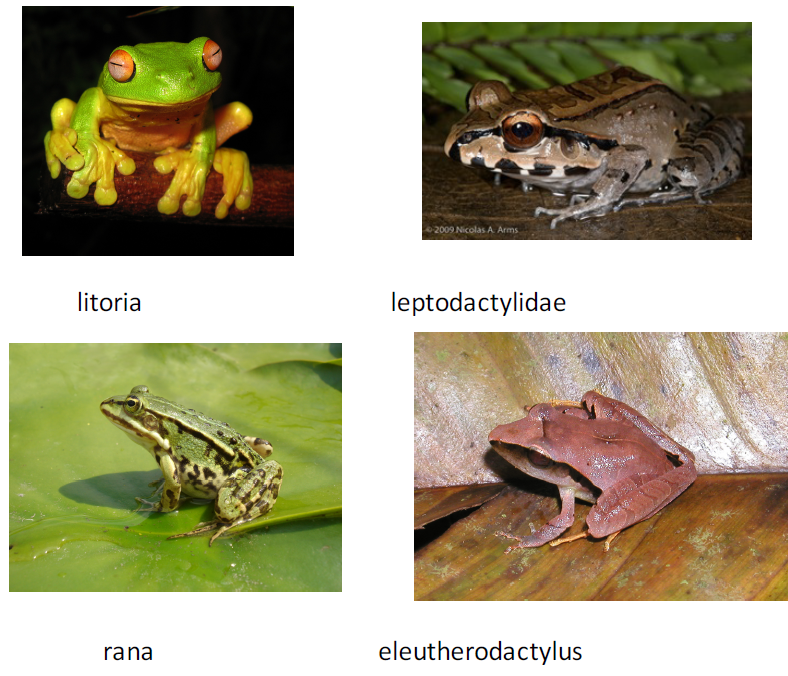 © 2009 Nicolas A. Arms
litoria
leptodactylidae
rana
eleutherodactylus